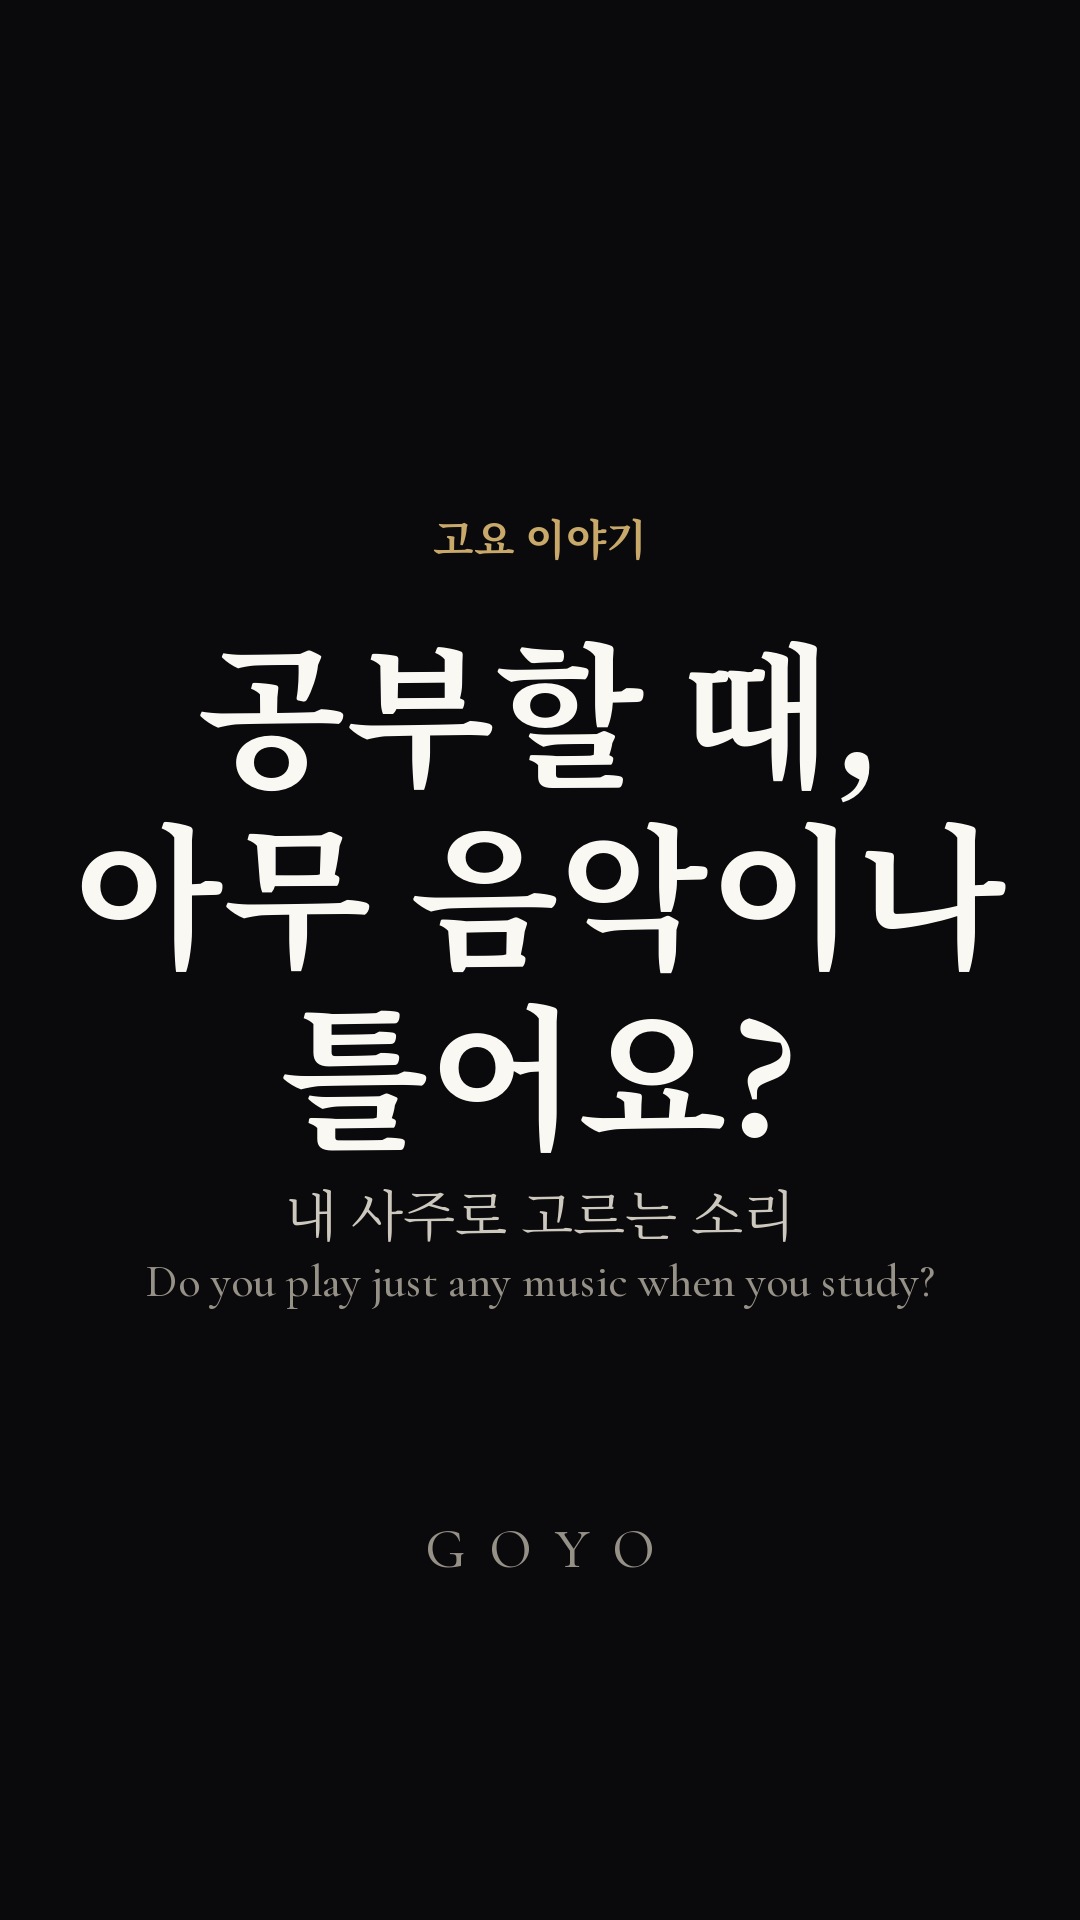 고요 이야기
공부할 때,
아무 음악이나
틀어요?
내 사주로 고르는 소리
Do you play just any music when you study?
GOYO